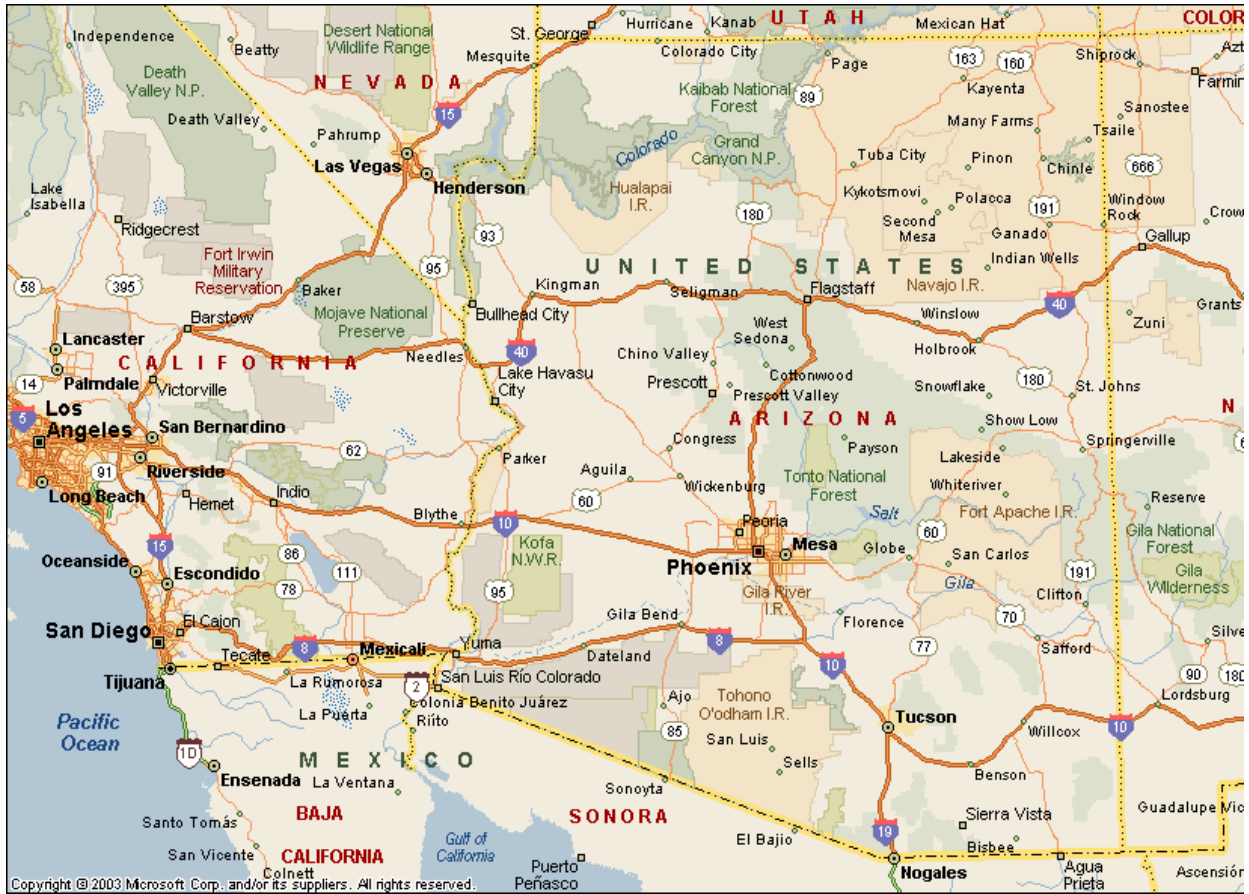 Independence
Beatty
Desert National
Wildlife Range
St. George
Hurricane
Kanab
UTAH
Mexican Hat
COLOR
Mesquite
Colorado City
Page
163
160
Shiprock
Azt
Death
Valley N.P.
NEVADA
Kaibab National
Forest
89
Kayenta
Farmin
15
Sanostee
Death Valley
Pahrump
Many Farms
Tsaile
Las Vegas
Colorado
Grand
Canyon N.P.
Tuba City
Pinon
Chinle
666
Henderson
Hualapai
I.R.
Kykotsmovi
Polacca
Lake
Isabella
Ridgecrest
180
Second
Mesa
191
Window
Rock
Crow
93
Ganado
Gallup
Fort Irwin
Military
Reservation
95
UNITED STATES
Indian Wells
Navajo I.R.
58
395
Baker
Kingman
Seligman
Flagstaff
40
Grants
Mojave National
Preserve
Bullhead City
Winslow
Zuni
Barstow
West
Sedona
Holbrook
Lancaster
CALIFORNIA
Needles
40
Chino Valley
Lake Havasu
City
Cottonwood
14
Palmdale
Victorville
Prescott
Prescott Valley
Snowflake
180
St. Johns
5
Los
Angeles
San Bernardino
ARIZONA
Show Low
N
62
Congress
Payson
Springerville
6
91
Riverside
Parker
Aguila
Lakeside
Long Beach
Hemet
Indio
60
Wickenburg
Tonto National
Forest
Whiteriver
Reserve
Blythe
10
Peoria
Salt
Fort Apache I.R.
Gila National
Forest
15
Kofa
N.W.R.
Mesa
60
Oceanside
86
Phoenix
Globe
San Carlos
Gila
Wilderness
Escondido
78
111
95
Gila River
I.R.
Gila
191
Clifton
El Cajon
Gila Bend
Florence
70
San Diego
8
Mexicali
Yuma
8
77
Safford
Silve
Tecate
Dateland
10
90
180
Tijuana
La Rumorosa
2
San Luis Río Colorado
Ajo
Tohono
O'odham I.R.
Lordsburg
La Puerta
Colonia Benito Juárez
Tucson
Pacific
Ocean
Riíto
85
San Luis
Willcox
10
1D
MEXICO
Sells
Benson
Ensenada
La Ventana
Sonoyta
Santo Tomás
BAJA
CALIFORNIA
SONORA
Sierra Vista
Guadalupe Vic
19
El Bajio
San Vicente
Gulf of
California
Bisbee
Colnett
Puerto
Peñasco
Nogales
Agua
Prieta
Ascensión
Copyright © 2003 Microsoft Corp. and/or its suppliers. All rights reserved.